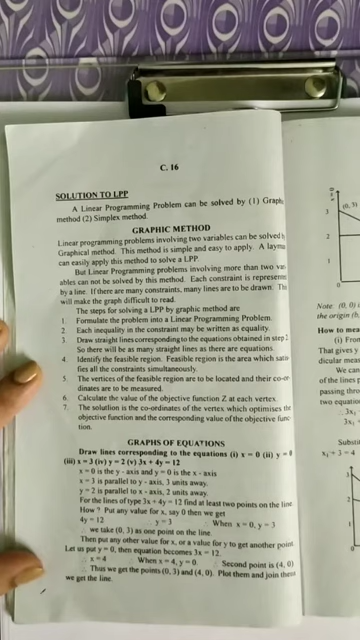 C. 16
SOLUTION TO LPP
A Linear Programming Problem can be solved by (1) Graph
method (2) Simplex method.
GRAPHIC METHOD
Linear programming problems involving two variables can be solved
Graphical method. This method is simple and easy to apply. A layma
can easily apply this method to solve a LPP.
But Linear Programming problems involving more than two va
ables can not be solved by this method. Each constraint is represen
by a line. If there are many constraints, many lines are to be drawn. Thi
will make the graph difficult to read.
The steps for solving a LPP by graphic method are
1. Formulate the problem into a Linear Programming Problem.
2. Each inequality in the constraint may be written as equality.
3. Draw straight lines corresponding to the equations obtained in step 2
So there will be as many straight lines as there are equations.
4. Identify the feasible region. Feasible region is the area which satis
fies all the constraints simultaneously.
5. The vertices of the feasible region are to be located and their co-or-
dinates are to be measured.
6. Calculate the value of the objective function Z at each vertex.
7. The solution is the co-ordinates of the vertex which optimises the
objective function and the corresponding value of the objective func-
tion.
GRAPHS OF EQUATIONS
Draw lines corresponding to the equations (i) x = 0 (ii) y = 0
(iii) x = 3 (iv) y = 2 (v) 3x + 4y = 12
x = 0 is the y - axis and y = 0 is the x - axis
x = 3 is parallel to y - axis, 3 units away.
y = 2 is parallel to x - axis, 2 units away.
For the lines of type 3x + 4y = 12 find at least two points on the line
How ? Put any value for x, say 0 we get
4y = 12 y = 3 ∴ When x = 0, y = 3
∴ we take (0, 3) as one point on the line.
Then put any other value for x, or a value for y to get another point
Let us put y = 0, then equation becomes 3x = 12.
∴ x = 4 ∴ When x = 4, y = 0. ∴ Second point is (4, 0)
∴ Thus we get the points (0, 3) and (4, 0). Plot them and join them
we get the line.
(0, 3)
3
2
1
0
Note: (0, 0) i
the origin (0,
How to mea
(i) From
That gives y
dicular meas
We can
of the lines p
passing thro
two equation
3x₁
3x₁
Substit
x₁ = 3 = 4
3
2
1
0